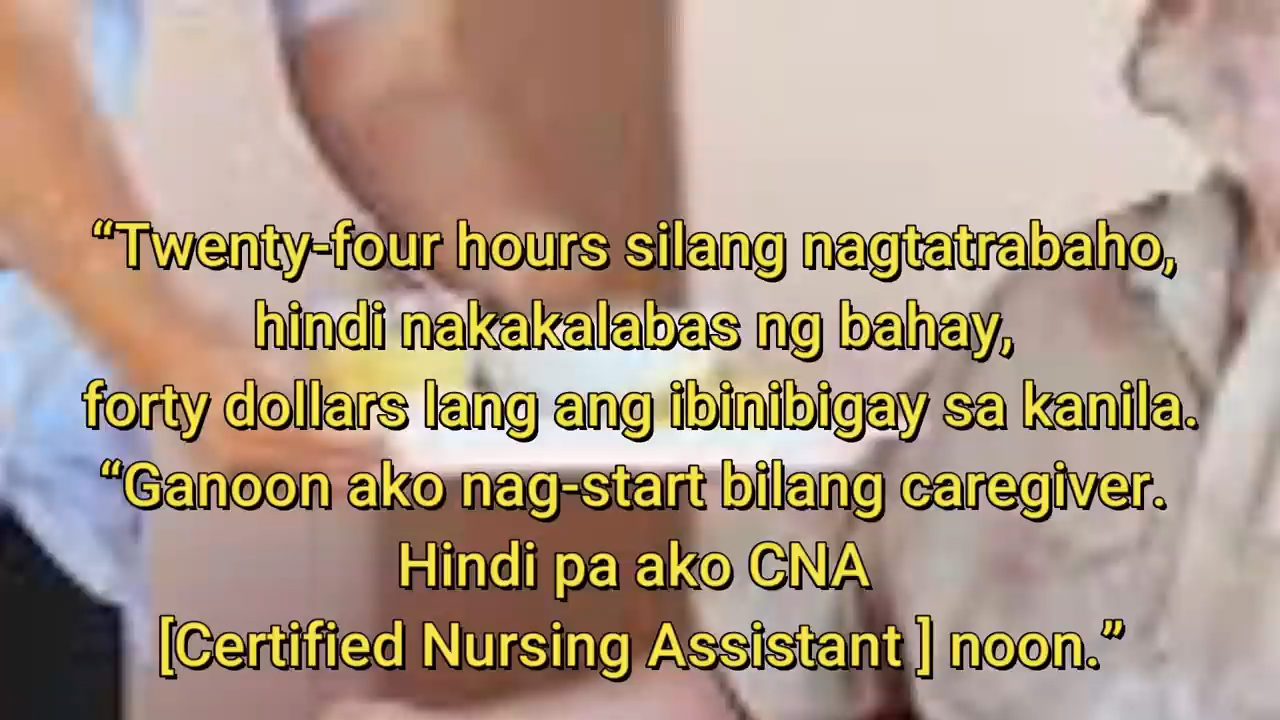 “Twenty-four hours silang nagtatrabaho,
hindi nakakalabas ng bahay,
forty dollars lang ang ibinibigay sa kanila.
“Ganoon ako nag-start bilang caregiver.
Hindi pa ako CNA
[Certified Nursing Assistant ] noon.”